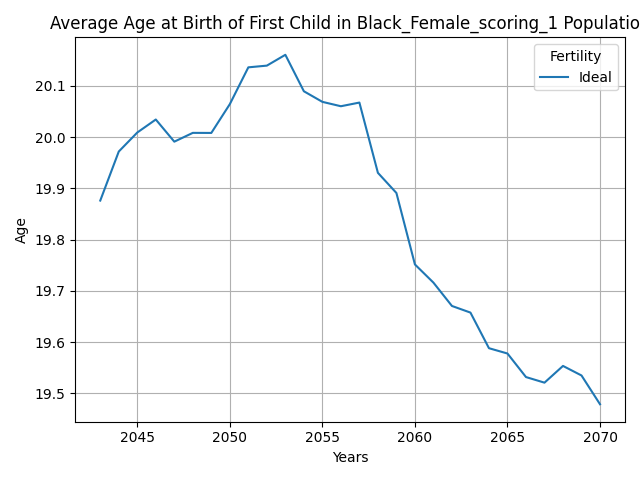 Average Age at Birth of First Child in Black_Female_scoring_1 Populatio
Fertility
Ideal
20.1
20.0
19.9
19.8
19.7
19.6
19.5
Age
2045 2050 2055 2060 2065 2070
Years